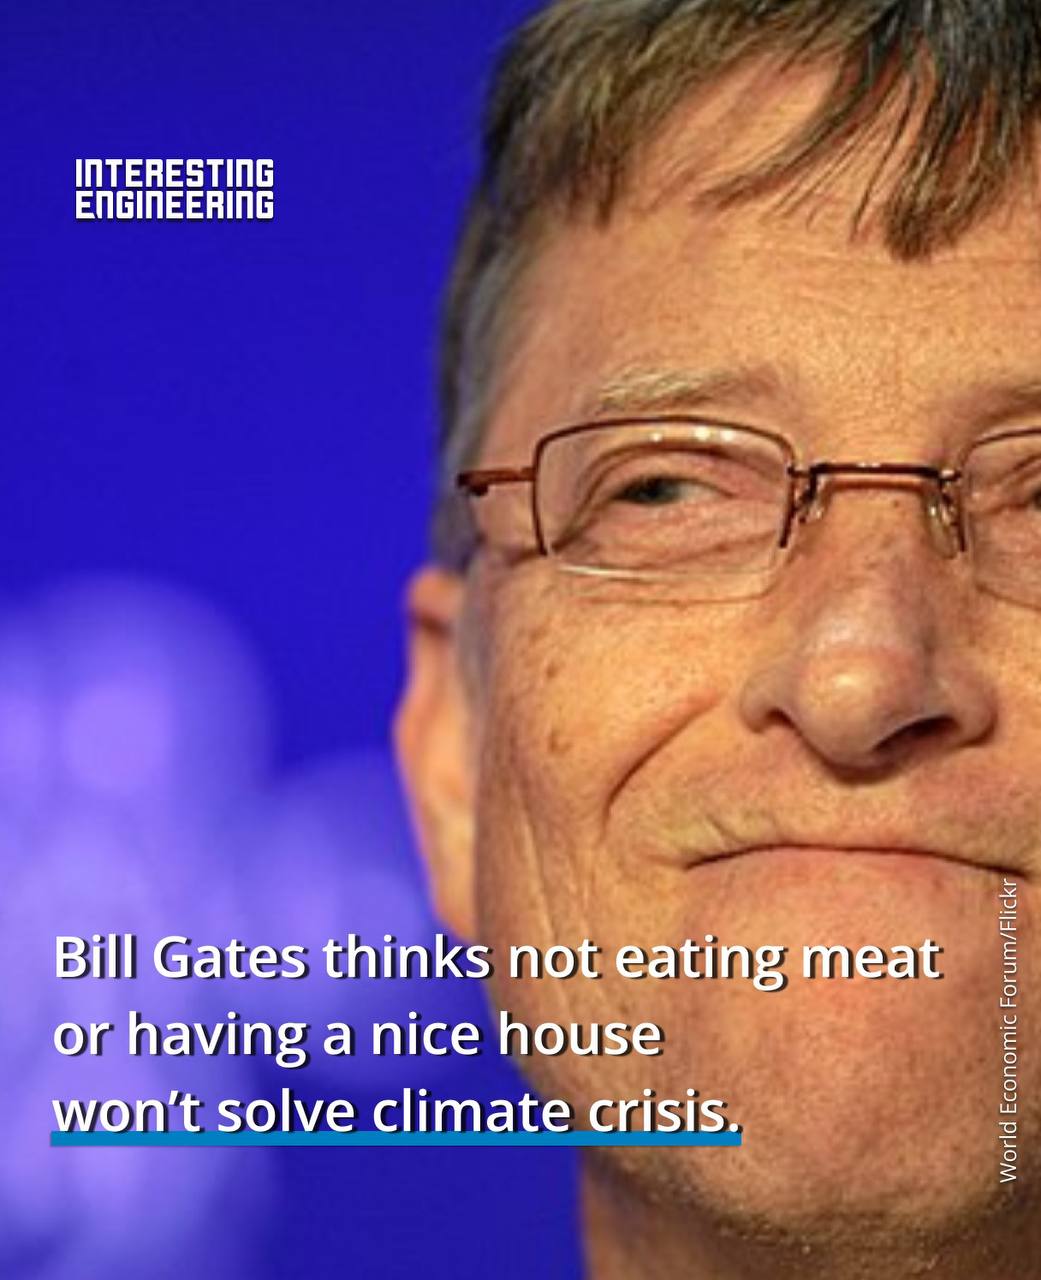 INTERESTING
ENGINEERING
Bill Gates thinks not eating meat
or having a nice house
won’t solve climate crisis.
World Economic Forum/Flickr